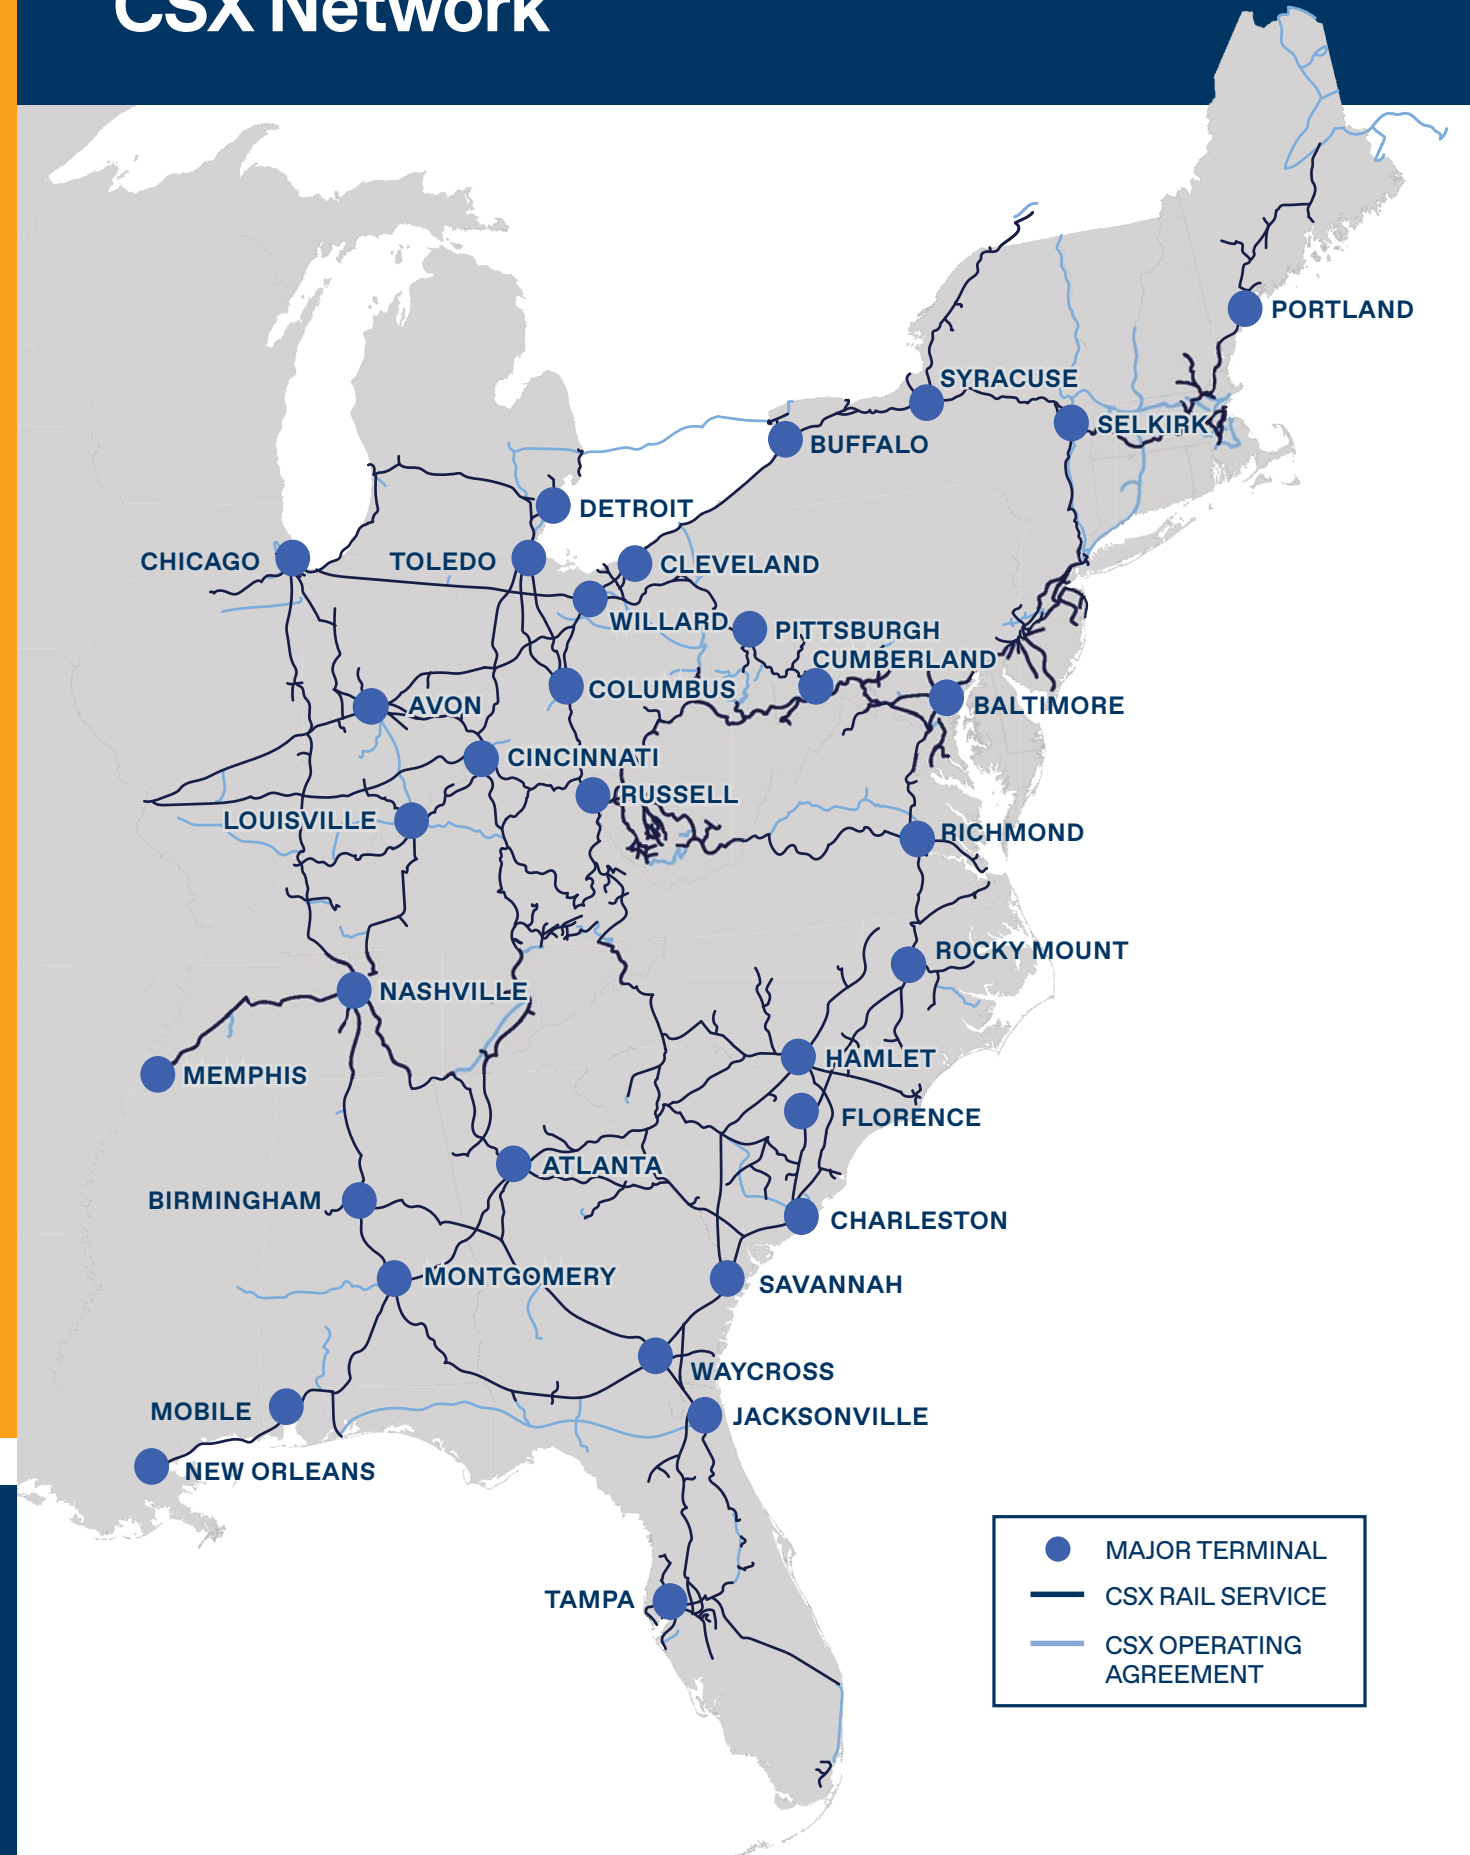 CSX Network
PORTLAND
SYRACUSE
SELKIRK
BUFFALO
DETROIT
CHICAGO
TOLEDO
CLEVELAND
WILLARD
PITTSBURGH
CUMBERLAND
COLUMBUS
AVON
BALTIMORE
CINCINNATI
RUSSELL
LOUISVILLE
RICHMOND
ROCKY MOUNT
NASHVILLE
HAMLET
MEMPHIS
FLORENCE
ATLANTA
BIRMINGHAM
CHARLESTON
MONTGOMERY
SAVANNAH
WAYCROSS
MOBILE
JACKSONVILLE
NEW ORLEANS
TAMPA
MAJOR TERMINAL
CSX RAIL SERVICE
CSX OPERATING
AGREEMENT